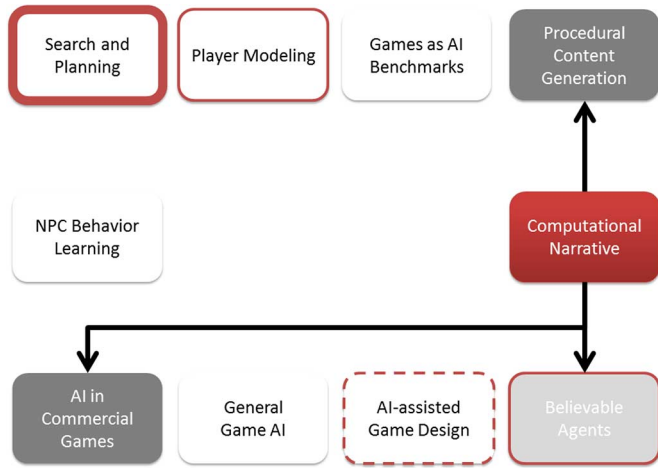 Search and
Planning
Player Modeling
Games as AI
Benchmarks
Procedural
Content
Generation
NPC Behavior
Learning
Computational
Narrative
AI in
Commercial
Games
General
Game AI
AI-assisted
Game Design
Believable
Agents